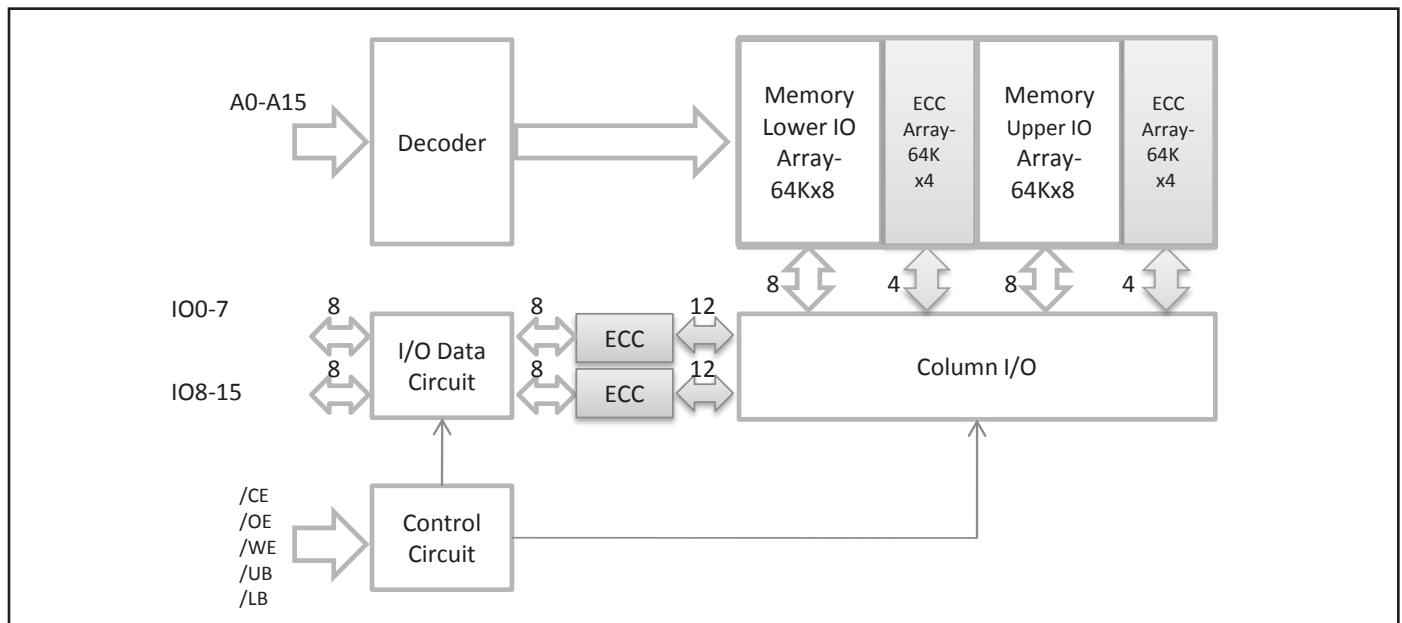 A0-A15
Decoder
Memory
Lower IO
Array-
64Kx8
ECC
Array-
64K
x4
Memory
Upper IO
Array-
64Kx8
ECC
Array-
64K
x4
8
4
8
4
IO0-7
8
8
ECC
12
I/O Data
Circuit
IO8-15
8
8
ECC
12
Column I/O
/CE
/OE
/WE
/UB
/LB
Control
Circuit